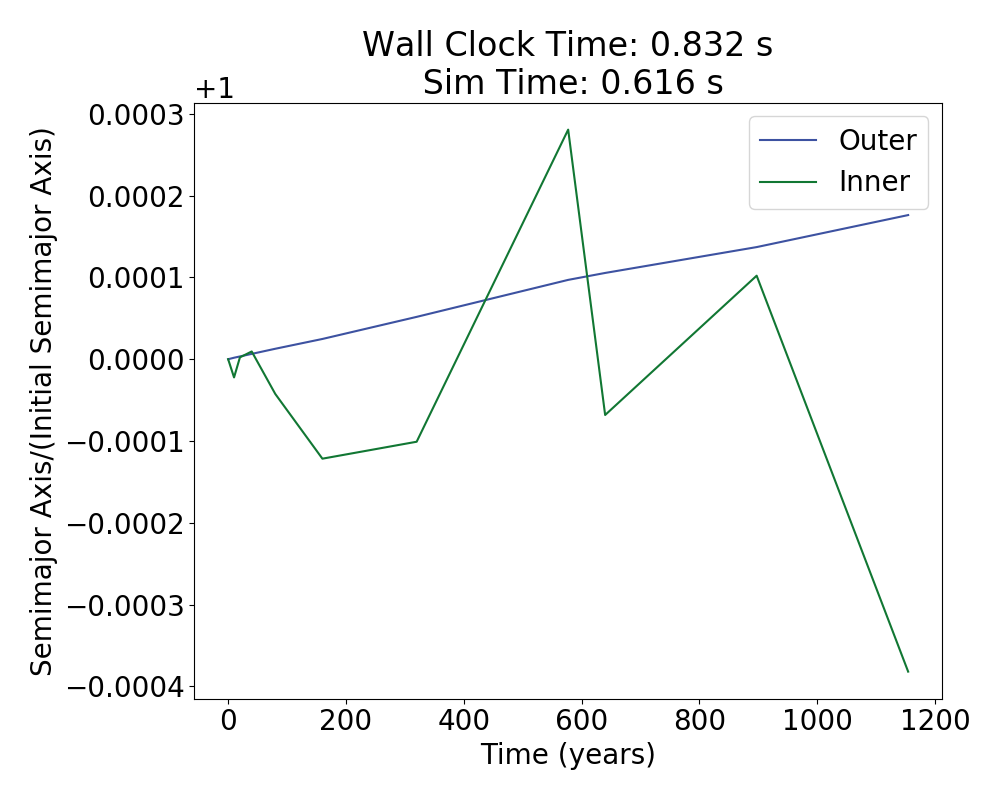 Wall Clock Time: 0.832 s
Sim Time: 0.616 s
+1
0.0003
0.0002
0.0001
0.0000
−0.0001
−0.0002
−0.0003
−0.0004
Semimajor Axis/(Initial Semimajor Axis)
Outer
Inner
0 200 400 600 800 1000 1200
Time (years)